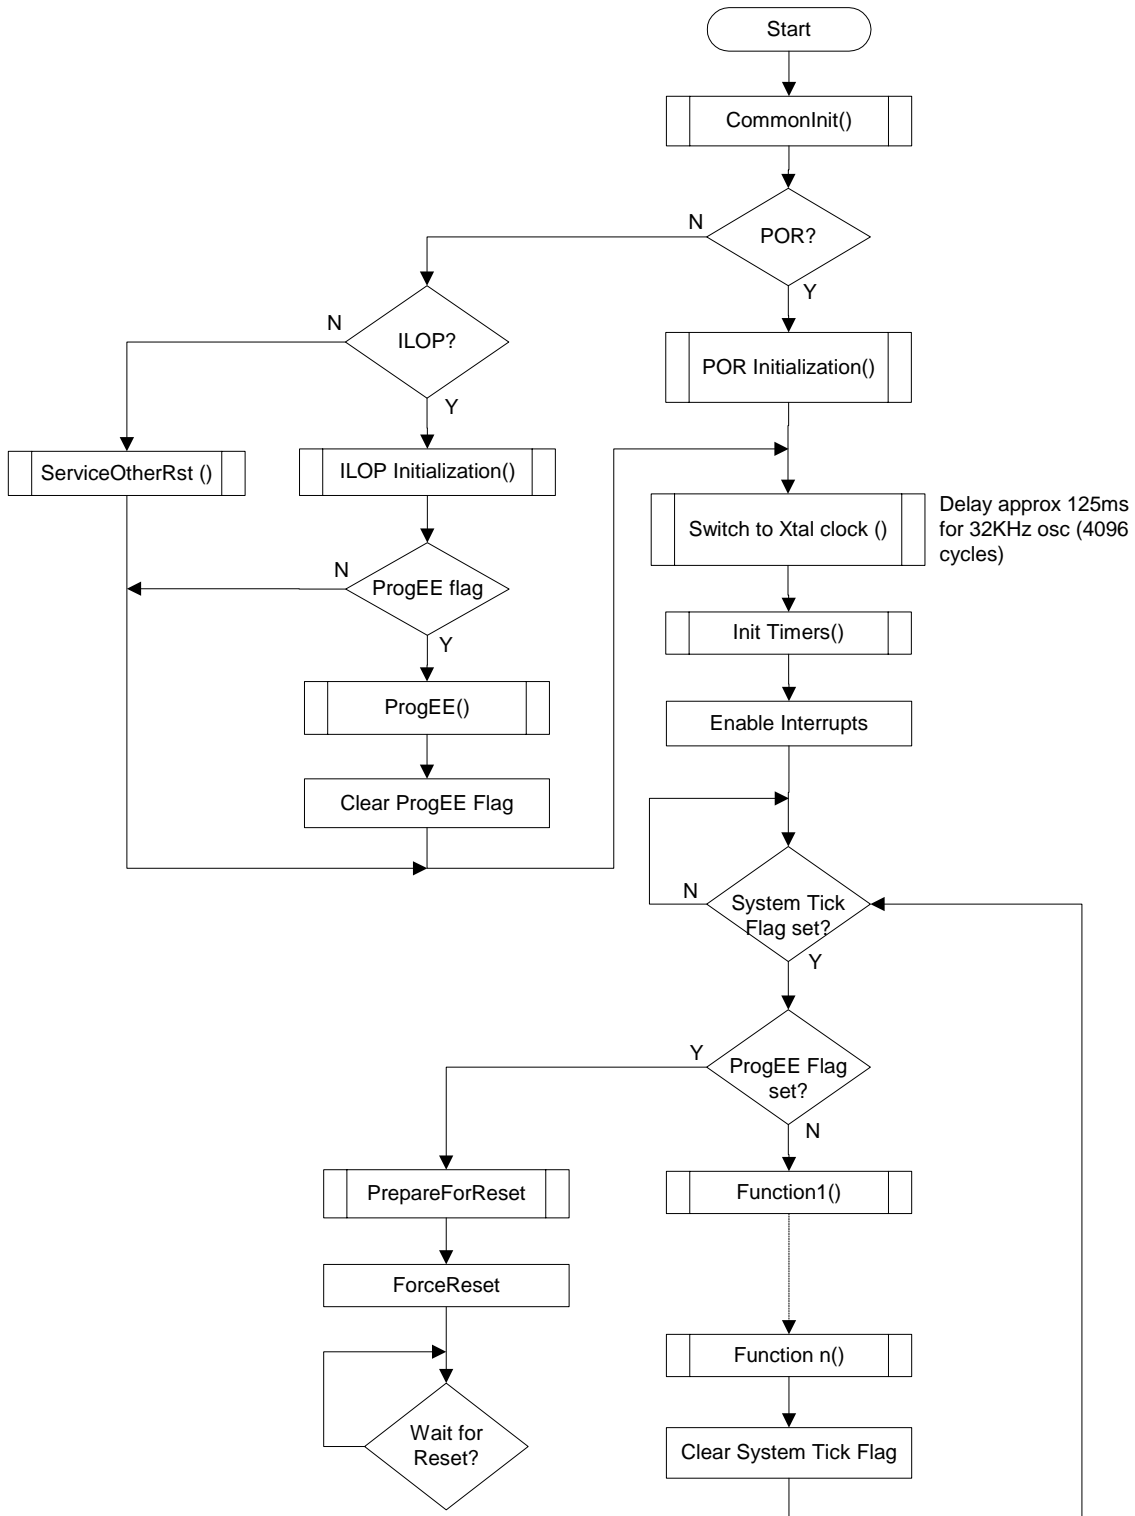 Start
CommonInit()
POR?
N
Y
ILOP?
N
Y
POR Initialization()
ServiceOtherRst ()
ILOP Initialization()
Switch to Xtal clock ()
Delay approx 125ms
for 32KHz osc (4096
cycles)
ProgEE flag
N
Y
Init Timers()
ProgEE()
Enable Interrupts
Clear ProgEE Flag
System Tick
Flag set?
N
Y
ProgEE Flag
set?
Y
N
PrepareForReset
Function1()
ForceReset
Function n()
Wait for
Reset?
Clear System Tick Flag